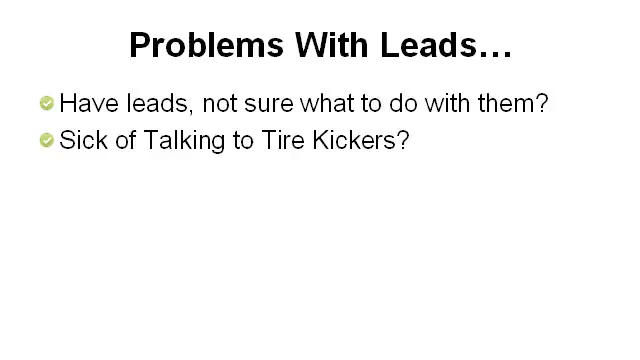 Problems With Leads…
Have leads, not sure what to do with them?
Sick of Talking to Tire Kickers?